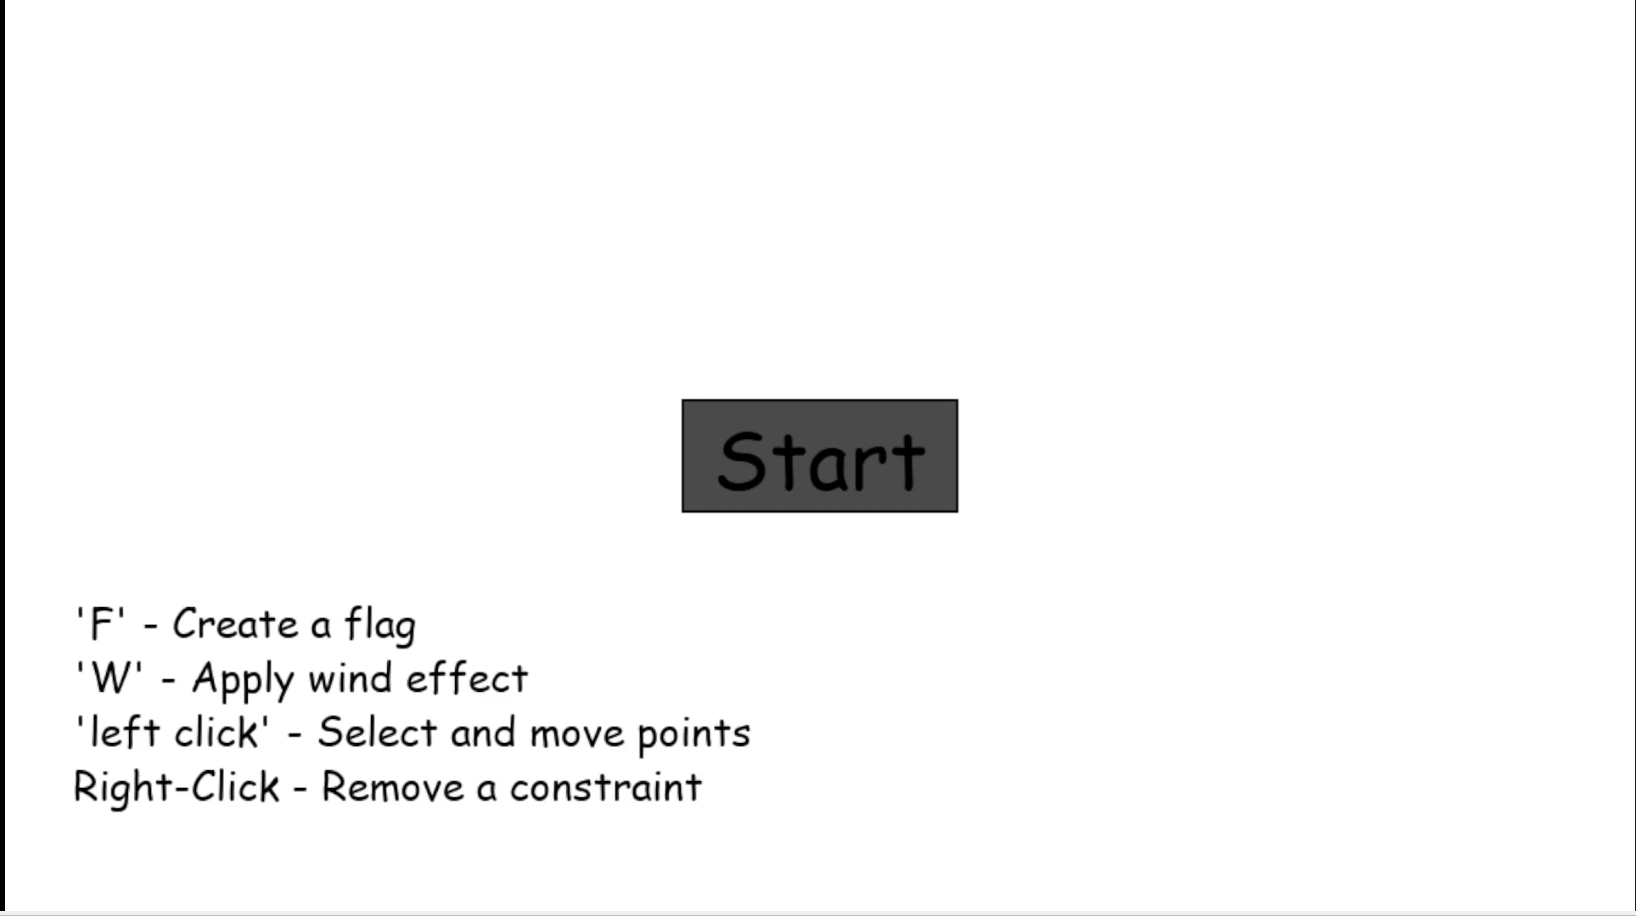 Start
'F' - Create a flag
'W' - Apply wind effect
'left click' - Select and move points
Right-Click - Remove a constraint